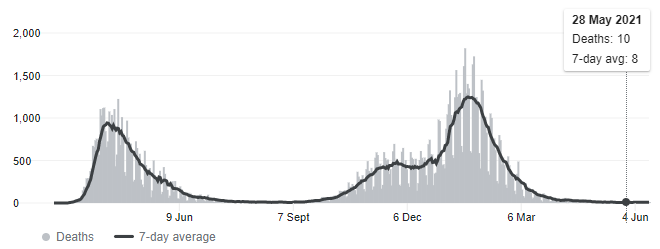 28 May 2021
Deaths: 10
7-day avg: 8
2,000
1,500
1,000
500
0
9 Jun
7 Sept
6 Dec
6 Mar
4 Jun
Deaths
7-day average